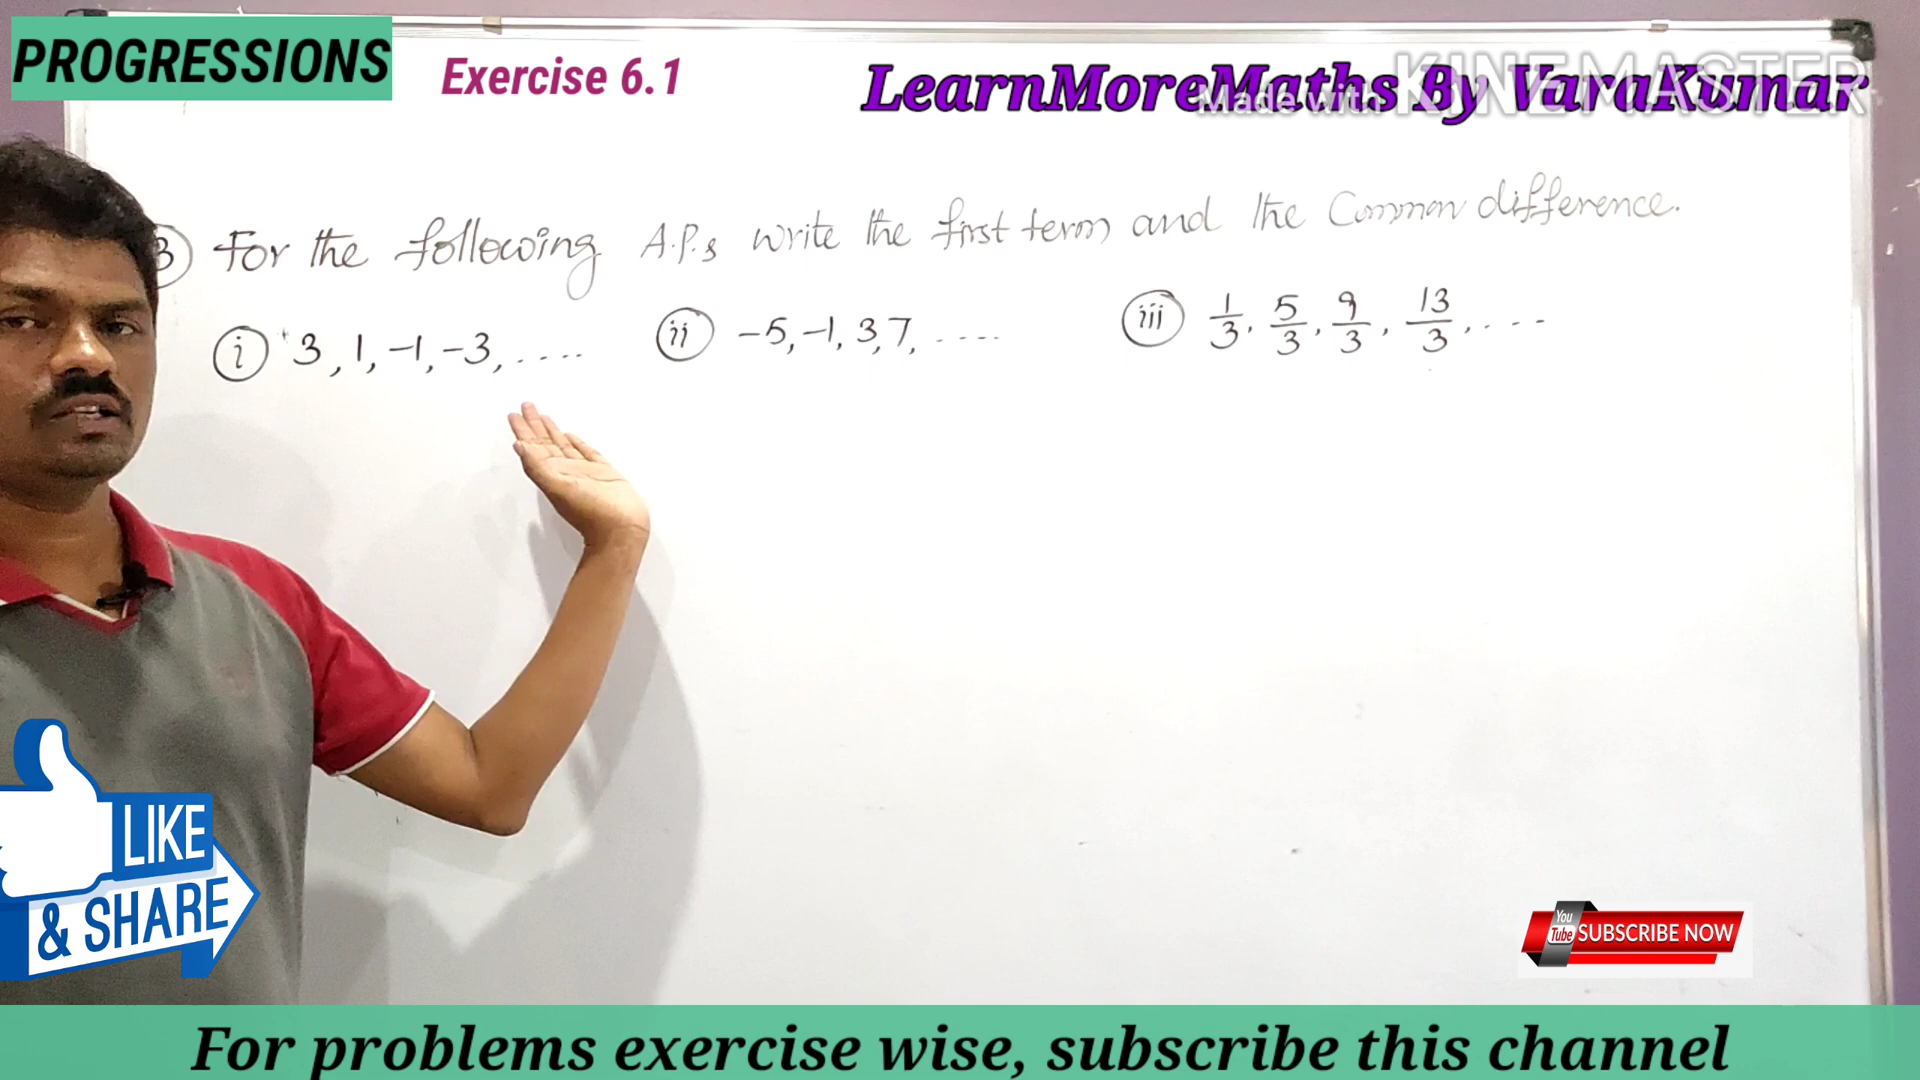 PROGRESSIONS
Exercise 6.1
LearnMoreMaths By VaraKumar
Made with KINEMASTER
3) For the following A.P.s write the first term and the Common difference.
i 3, 1, -1, -3, .... ii -5, -1, 3, 7, .... iii 1/3, 5/3, 9/3, 13/3, ....
LIKE
& SHARE
You
Tube SUBSCRIBE NOW
For problems exercise wise, subscribe this channel